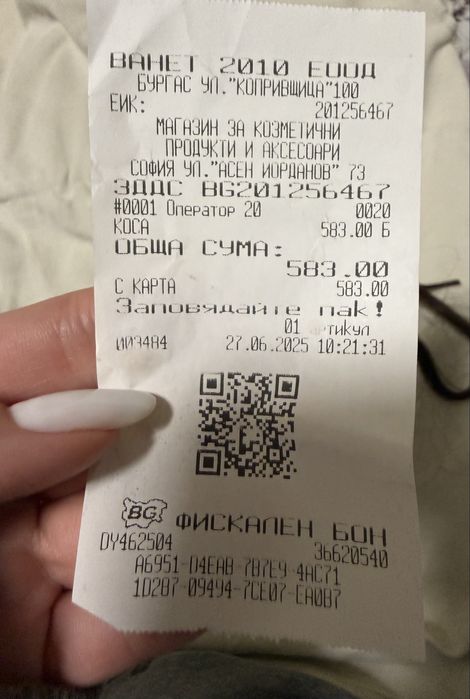 ВАНЕТ 2010 ЕООД
БУРГАС УЛ."КОПРИВЩИЦА"100
ЕИК: 201256467
МАГАЗИН ЗА КОЗМЕТИЧНИ
ПРОДУКТИ И АКСЕСОАРИ
СОФИЯ УЛ."АСЕН ЙОРДАНОВ" 73
ЗДДС BG201256467
#0001 Оператор 20 0020
КОСА 583.00 Б
ОБЩА СУМА:
583.00
С КАРТА 583.00
Заповядайте пак!
01 артикул
003484 27.06.2025 10:21:31
BG ФИСКАЛЕН БОН
DY462504 36620540
A6951-D4EAB-7B7E9-4AC71
1D2B7-09494-7CE07-EA0B7